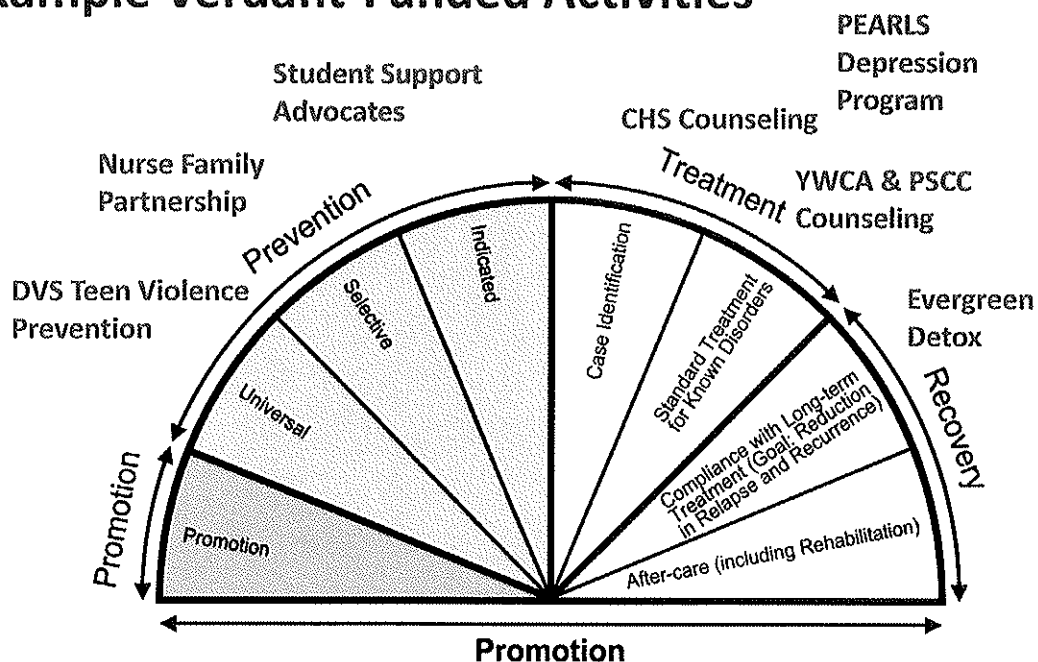 Verdant-Funded Activities
PEARLS
Depression
Program
Student Support
Advocates
CHS Counseling
Nurse Family
Partnership
Prevention
Treatment
YWCA & PSCC
Counseling
DVS Teen Violence
Prevention
Evergreen
Detox
Indicated
Case Identification
Selective
Standard Treatment
for Known Disorders
Universal
Compliance with Long-term
Treatment (Goal: Reduction
in Relapse and Recurrence)
Recovery
Promotion
Promotion
After-care (including Rehabilitation)
Promotion